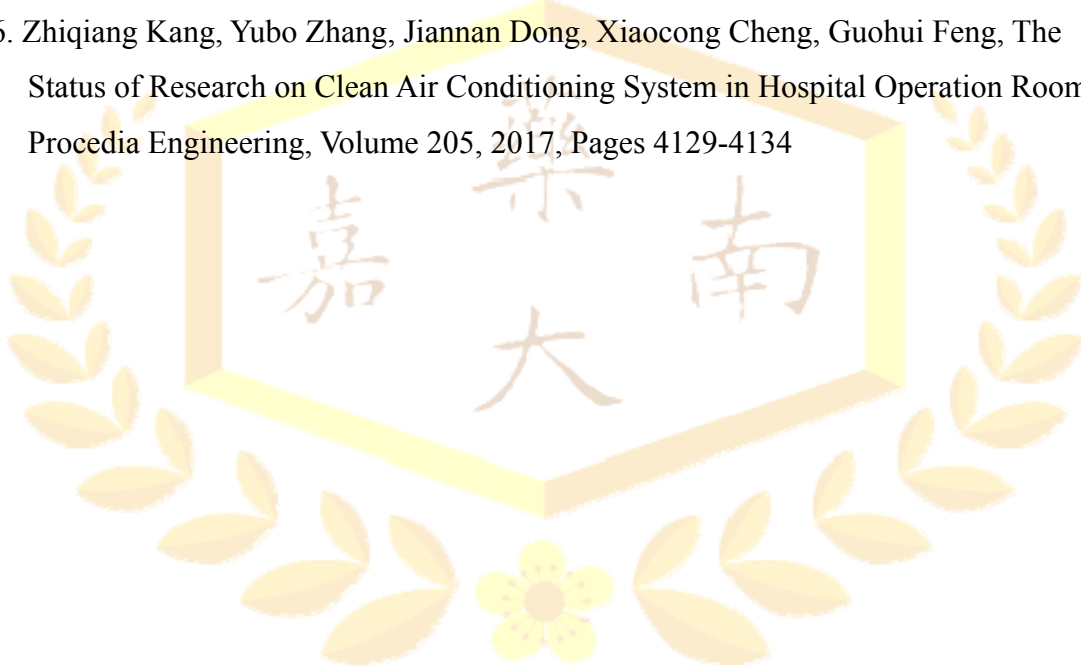 6. Zhiqiang Kang, Yubo Zhang, Jiannan Dong, Xiaocong Cheng, Guohui Feng, The
Status of Research on Clean Air Conditioning System in Hospital Operation Room
Procedia Engineering, Volume 205, 2017, Pages 4129-4134
藥
嘉 南
大